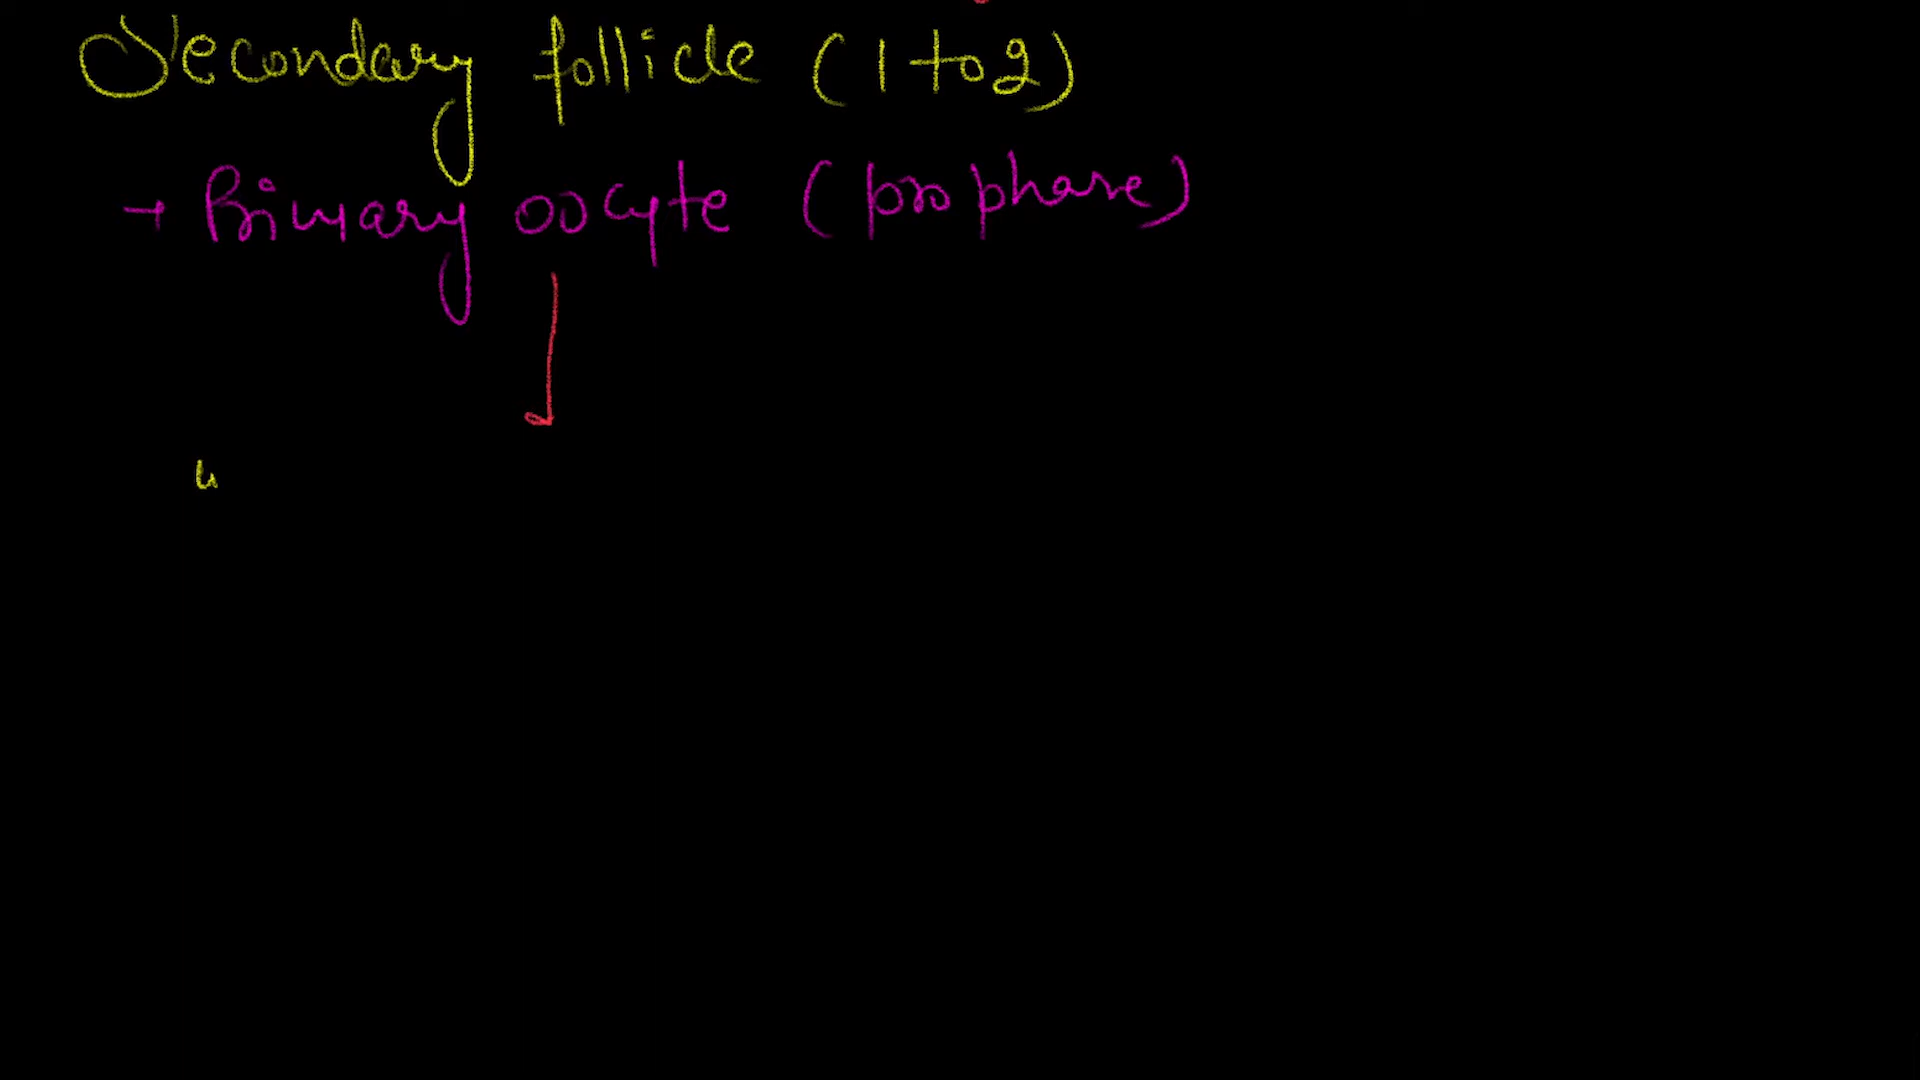 Secondary follicle (1 to 2)
→ Primary oocyte (prophase)